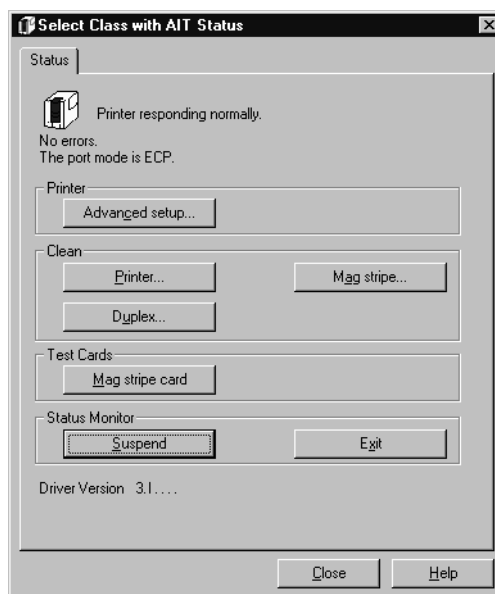 Select Class with AIT Status
Status
Printer responding normally.
No errors.
The port mode is ECP.
Printer
Advanced setup...
Clean
Printer... Mag stripe...
Duplex...
Test Cards
Mag stripe card
Status Monitor
Suspend Exit
Driver Version 3.1....
Close Help